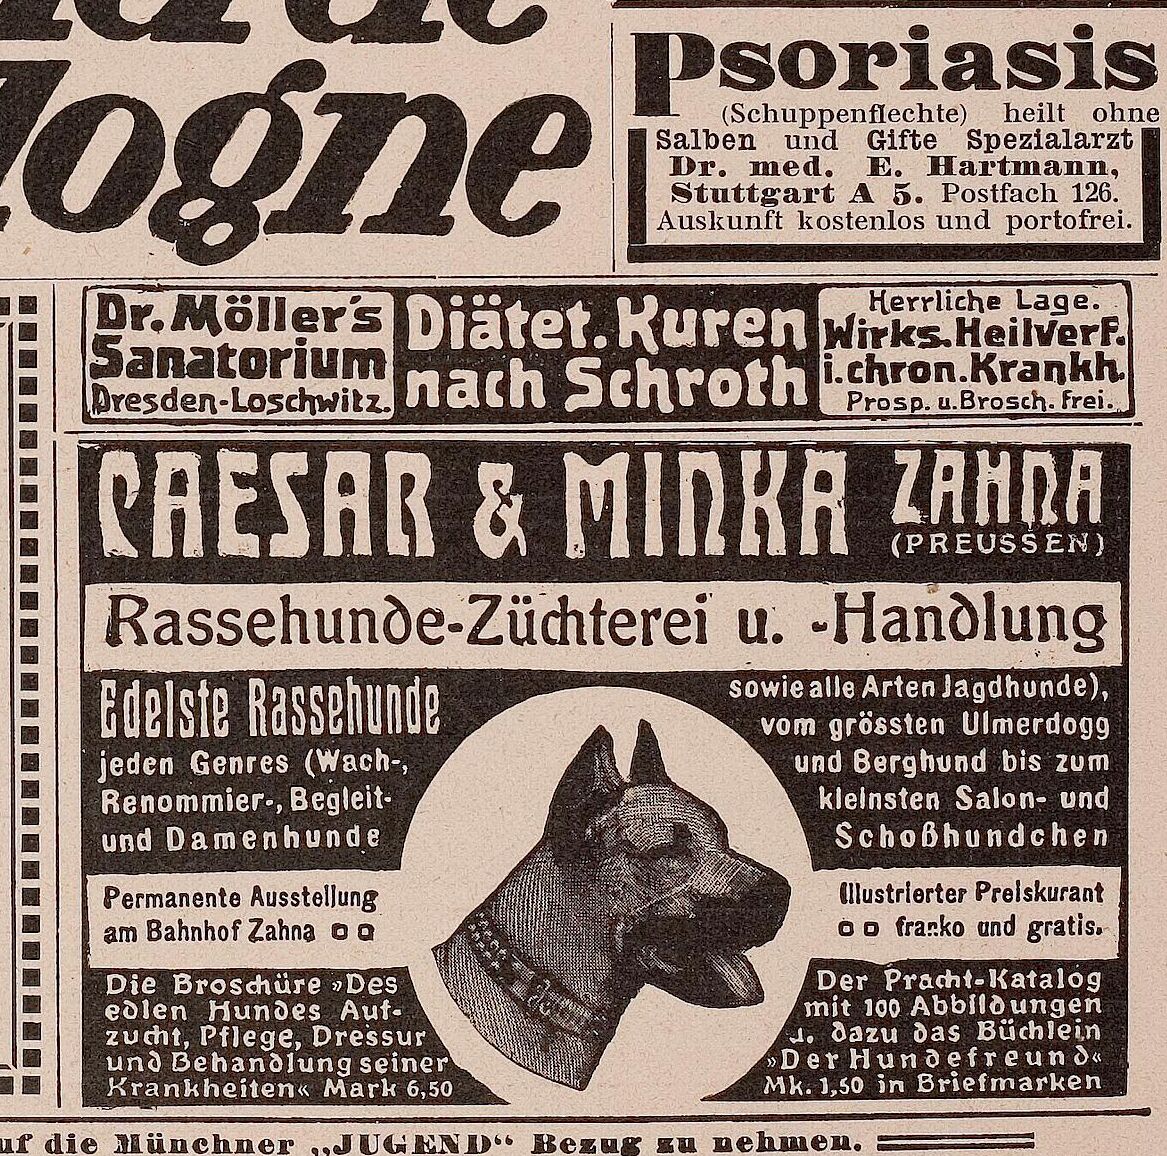 logne
Psoriasis
(Schuppenflechte) heilt ohne
Salben und Gifte Spezialarzt
Dr. med. E. Hartmann,
Stuttgart A 5. Postfach 126.
Auskunft kostenlos und portofrei.
Dr. Möller's
Sanatorium
Dresden-Loschwitz.
Diätet. Kuren
nach Schroth
Herrliche Lage.
Wirks. Heilverf.
i. chron. Krankh.
Prosp. u. Brosch. frei.
CAESAR & MINKA ZAHNA
(PREUSSEN)
Rassehunde-Züchterei u. -Handlung
Edelste Rassehunde
jeden Genres (Wach-,
Renommier-, Begleit-
und Damenhunde
sowie alle Arten Jagdhunde),
vom grössten Ulmerdogg
und Berghund bis zum
kleinsten Salon- und
Schoßhundchen
Permanente Ausstellung
am Bahnhof Zahna
Illustrierter Preiskurant
franko und gratis.
Die Broschüre »Des
edlen Hundes Auf-
zucht, Pflege, Dressur
und Behandlung seiner
Krankheiten« Mark 6,50
Der Pracht-Katalog
mit 100 Abbildungen
u. dazu das Büchlein
»Der Hundefreund«
Mk. 1,50 in Briefmarken
uf die Münchner „JUGEND“ Bezug zu nehmen.